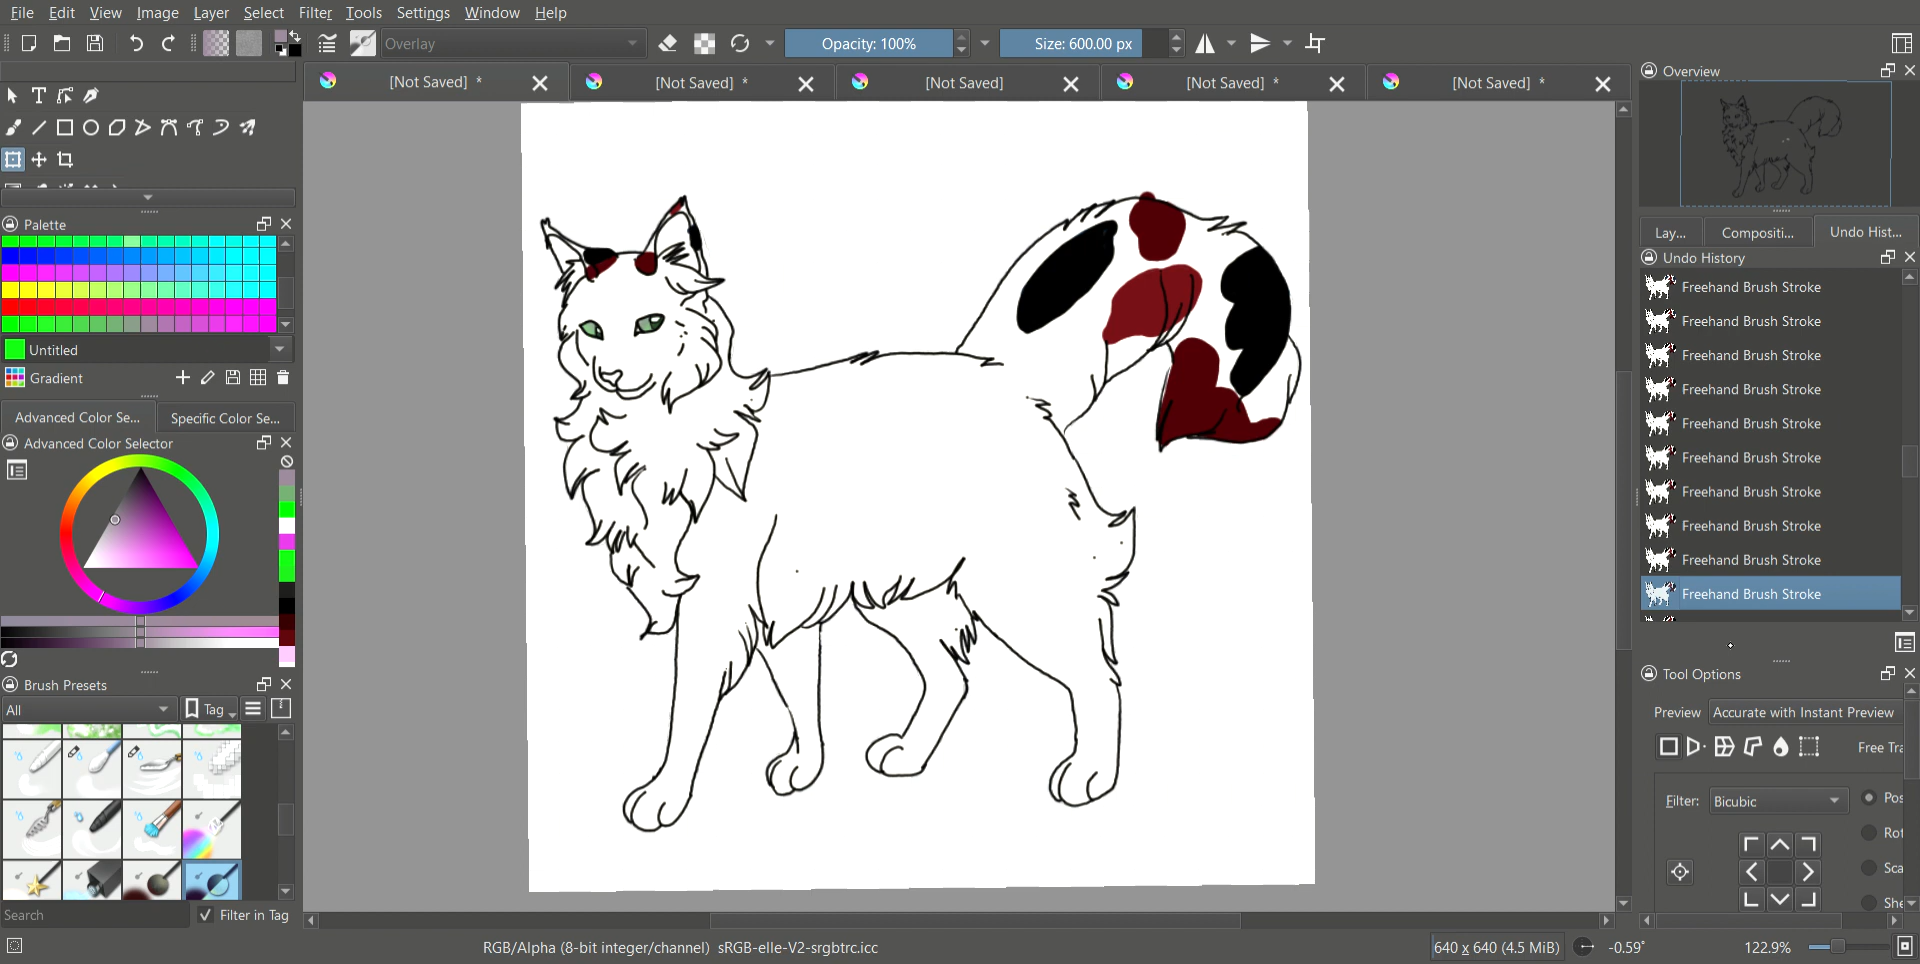 File Edit View Image Layer Select Filter Tools Settings Window Help
Overlay Opacity: 100% Size: 600.00 px
[Not Saved] * [Not Saved] * [Not Saved] [Not Saved] * [Not Saved] *
Overview
Palette
Untitled
Gradient
Advanced Color Se... Specific Color Se...
Advanced Color Selector
Brush Presets
All Tag
Search Filter in Tag
Lay... Compositi... Undo Hist...
Undo History
Freehand Brush Stroke
Freehand Brush Stroke
Freehand Brush Stroke
Freehand Brush Stroke
Freehand Brush Stroke
Freehand Brush Stroke
Freehand Brush Stroke
Freehand Brush Stroke
Freehand Brush Stroke
Freehand Brush Stroke
Tool Options
Preview Accurate with Instant Preview
Free Tra
Filter: Bicubic Pos
Rot
Sca
She
RGB/Alpha (8-bit integer/channel) sRGB-elle-V2-srgbtrc.icc 640 x 640 (4.5 MiB) -0.59° 122.9%